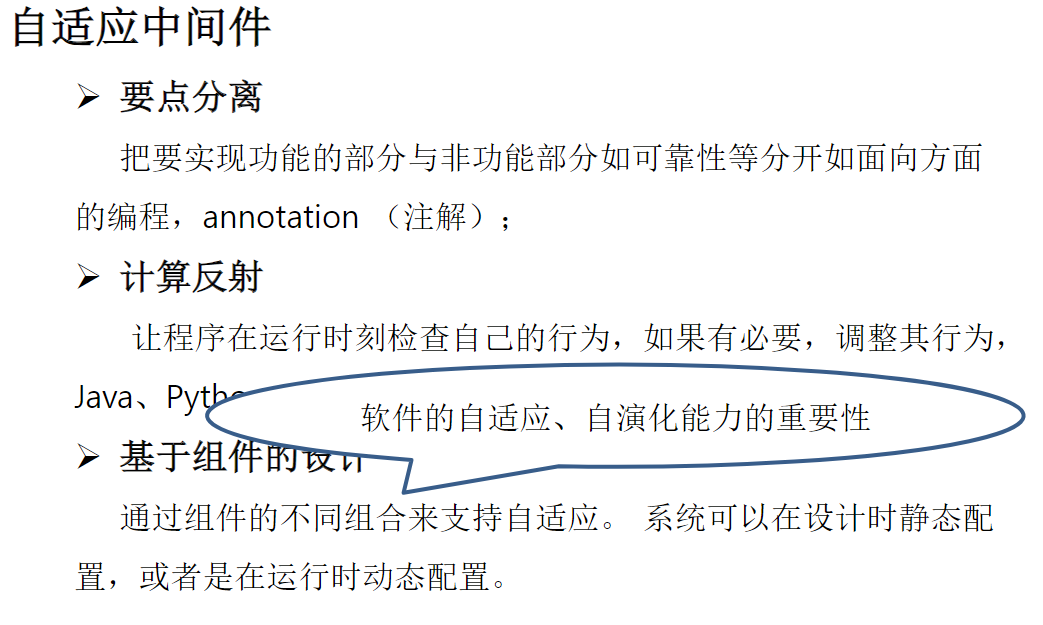 自适应中间件
➢ 要点分离
把要实现功能的部分与非功能部分如可靠性等分开如面向方面
的编程，annotation （注解）；
➢ 计算反射
让程序在运行时刻检查自己的行为，如果有必要，调整其行为，
Java、
软件的自适应、自演化能力的重要性
➢ 基于组件的设计
通过组件的不同组合来支持自适应。 系统可以在设计时静态配
置，或者是在运行时动态配置。